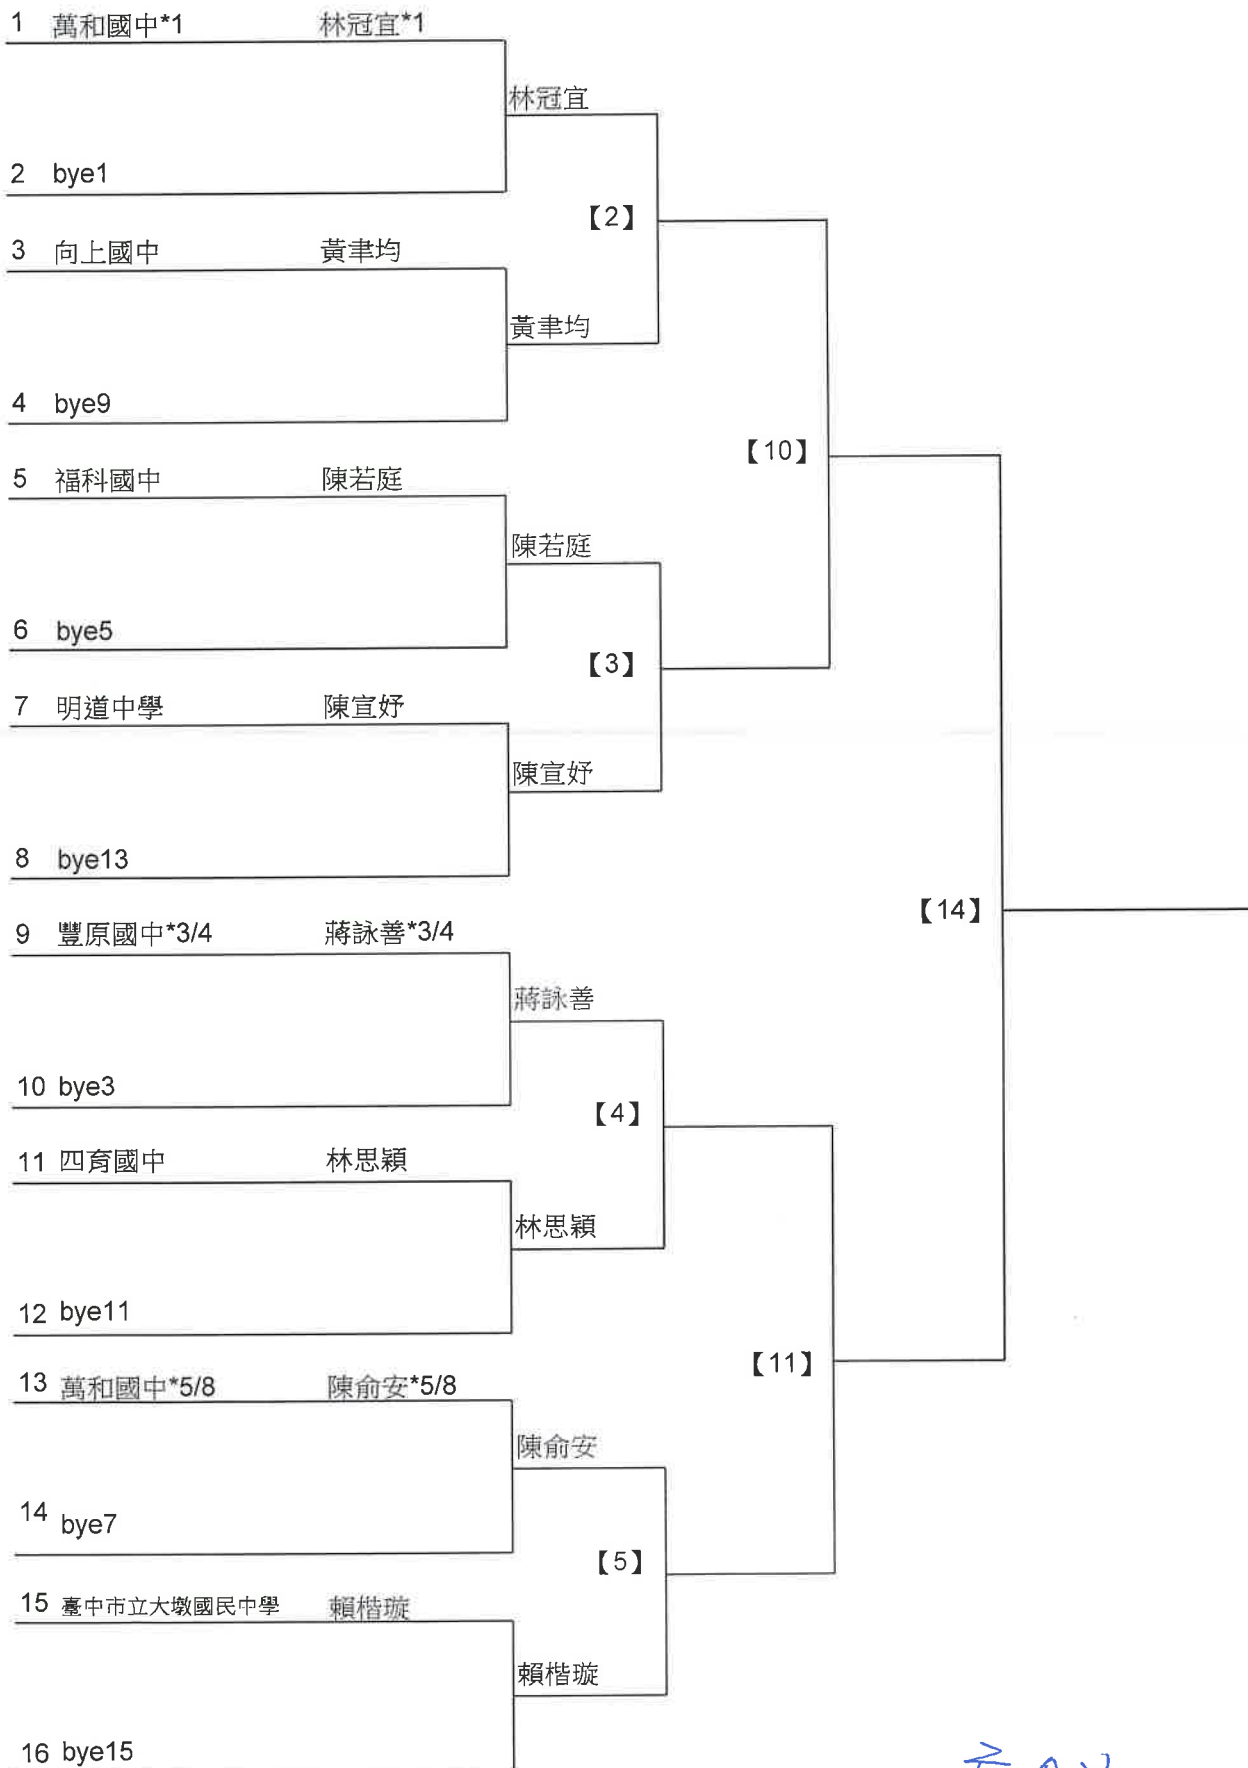 1 萬和國中*1 林冠宜*1
林冠宜
2 bye1
【2】
3 向上國中 黃聿均
黃聿均
4 bye9
【10】
5 福科國中 陳若庭
陳若庭
6 bye5
【3】
7 明道中學 陳宣妤
陳宣妤
8 bye13
【14】
9 豐原國中*3/4 蔣詠善*3/4
蔣詠善
10 bye3
【4】
11 四育國中 林思穎
林思穎
12 bye11
【11】
13 萬和國中*5/8 陳俞安*5/8
陳俞安
14 bye7
【5】
15 臺中市立大墩國民中學 賴楷璇
賴楷璇
16 bye15